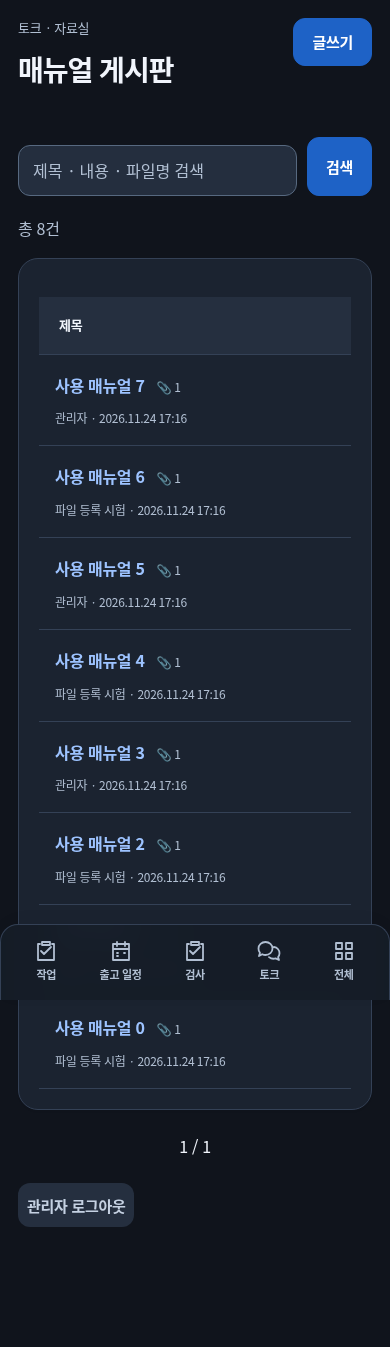 토크 · 자료실
매뉴얼 게시판
글쓰기
제목 · 내용 · 파일명 검색
검색
총 8건
제목
사용 매뉴얼 7 📎 1
관리자 · 2026.11.24 17:16
사용 매뉴얼 6 📎 1
파일 등록 시험 · 2026.11.24 17:16
사용 매뉴얼 5 📎 1
관리자 · 2026.11.24 17:16
사용 매뉴얼 4 📎 1
파일 등록 시험 · 2026.11.24 17:16
사용 매뉴얼 3 📎 1
관리자 · 2026.11.24 17:16
사용 매뉴얼 2 📎 1
파일 등록 시험 · 2026.11.24 17:16
작업
출고 일정
검사
토크
전체
사용 매뉴얼 0 📎 1
파일 등록 시험 · 2026.11.24 17:16
1 / 1
관리자 로그아웃